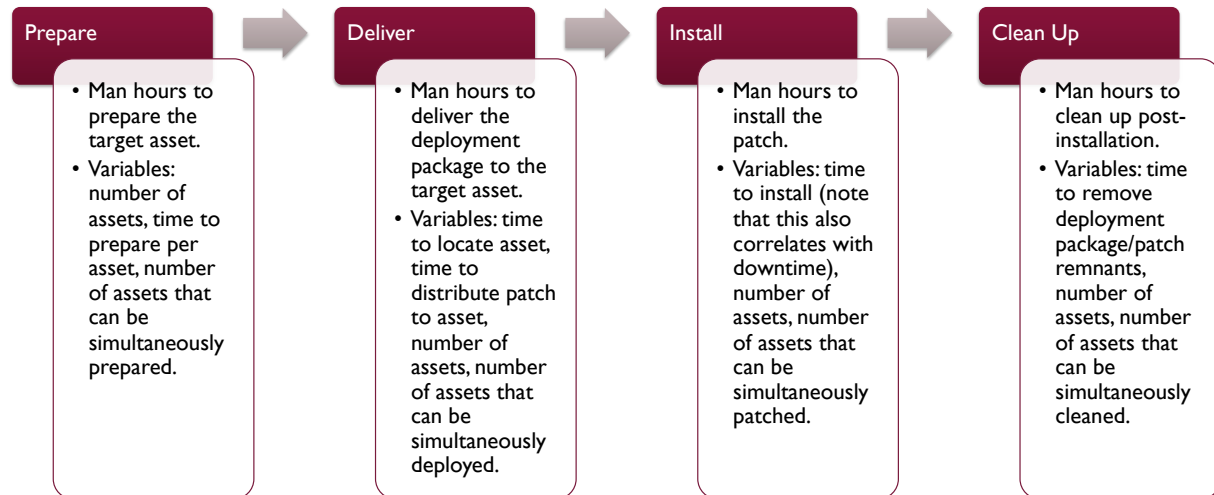 Prepare
• Man hours to
prepare the
target asset.
• Variables:
number of
assets, time to
prepare per
asset, number
of assets that
can be
simultaneously
prepared.
Deliver
• Man hours to
deliver the
deployment
package to the
target asset.
• Variables: time
to locate asset,
time to
distribute patch
to asset,
number of
assets, number
of assets that
can be
simultaneously
deployed.
Install
• Man hours to
install the
patch.
• Variables: time
to install (note
that this also
correlates with
downtime),
number of
assets, number
of assets that
can be
simultaneously
patched.
Clean Up
• Man hours to
clean up post-
installation.
• Variables: time
to remove
deployment
package/patch
remnants,
number of
assets, number
of assets that
can be
simultaneously
cleaned.